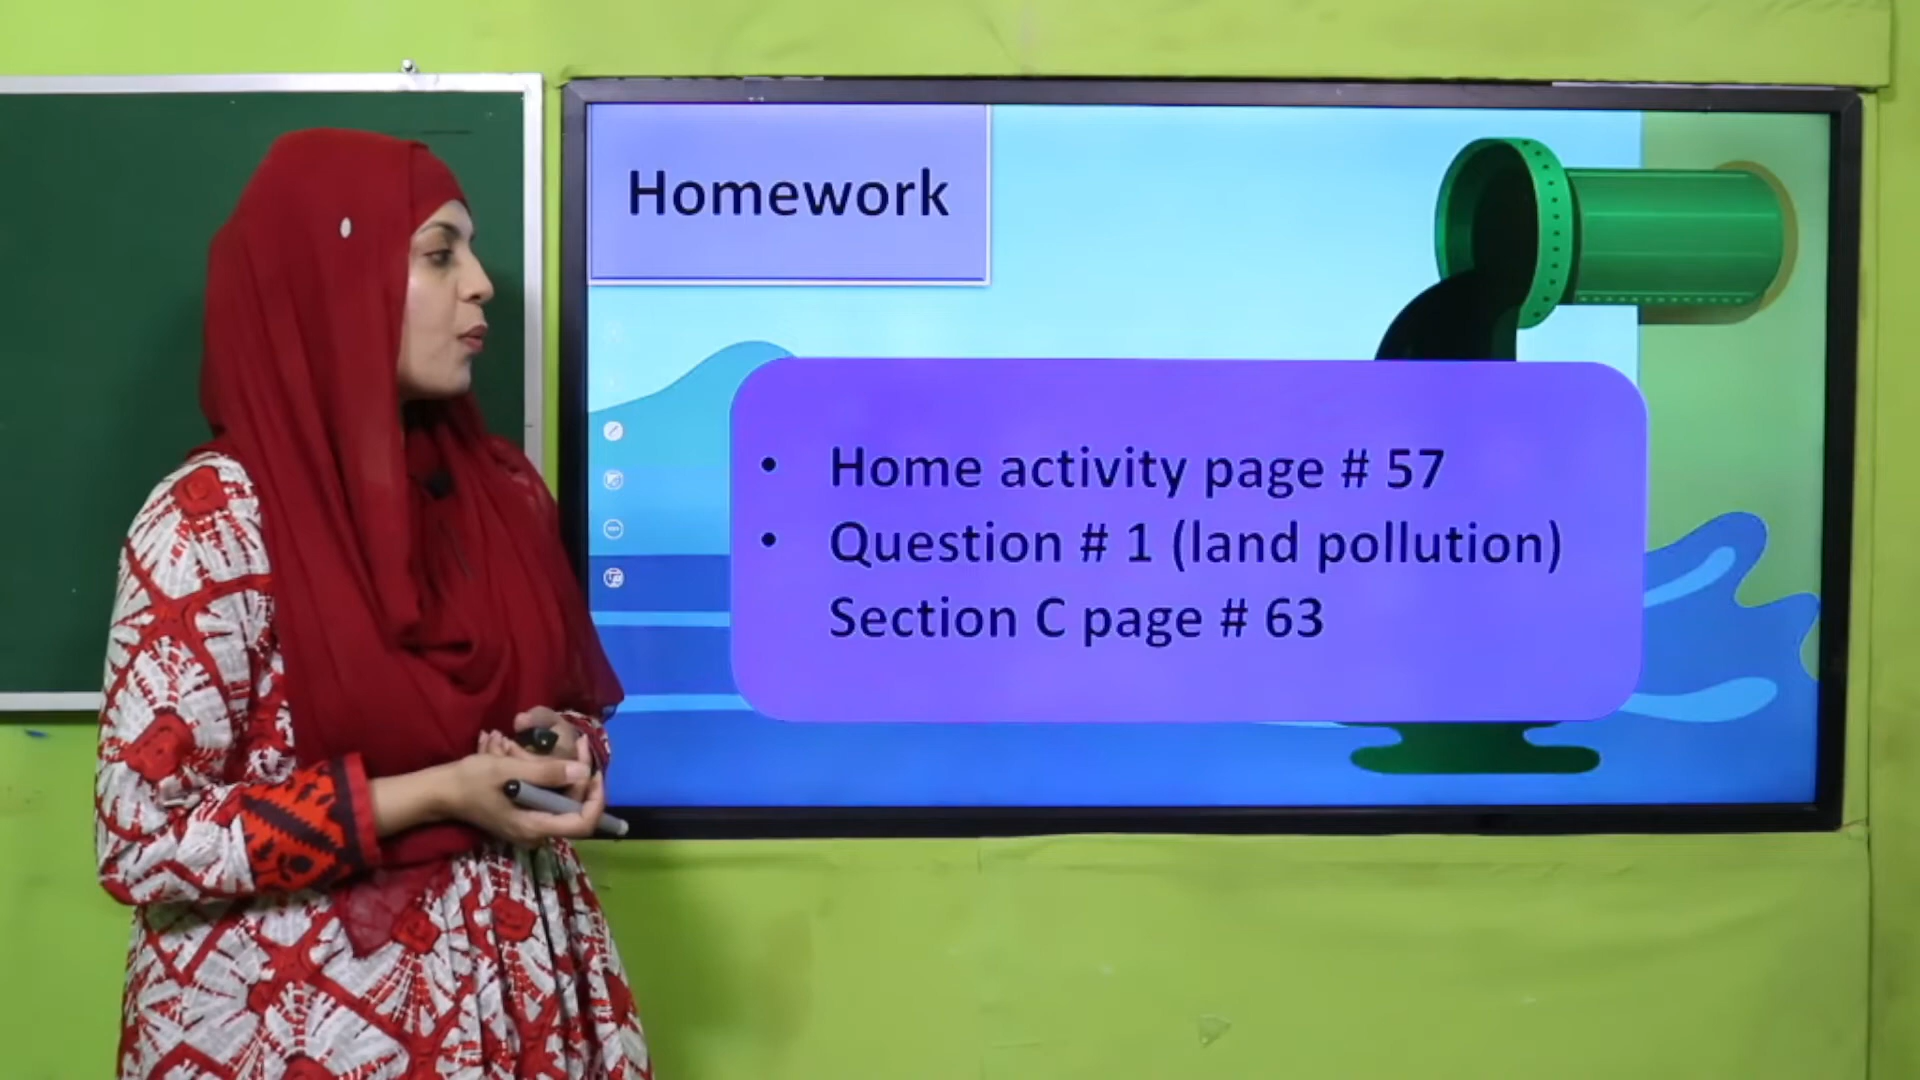 Homework
• Home activity page # 57
• Question # 1 (land pollution)
Section C page # 63